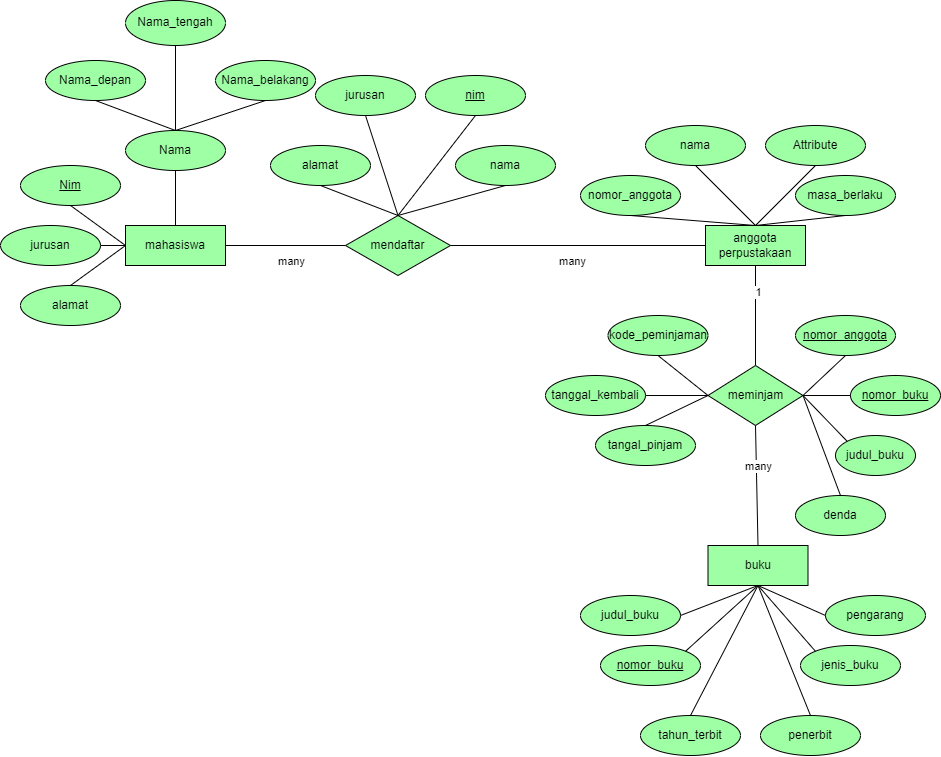 Nama_tengah
Nama_depan
Nama_belakang
jurusan
nim
Nama
alamat
nama
nama
Attribute
Nim
nomor_anggota
masa_berlaku
jurusan
mahasiswa
mendaftar
anggota
perpustakaan
many
many
alamat
1
kode_peminjaman
nomor_anggota
tanggal_kembali
meminjam
nomor_buku
tangal_pinjam
judul_buku
many
denda
buku
judul_buku
pengarang
nomor_buku
jenis_buku
tahun_terbit
penerbit